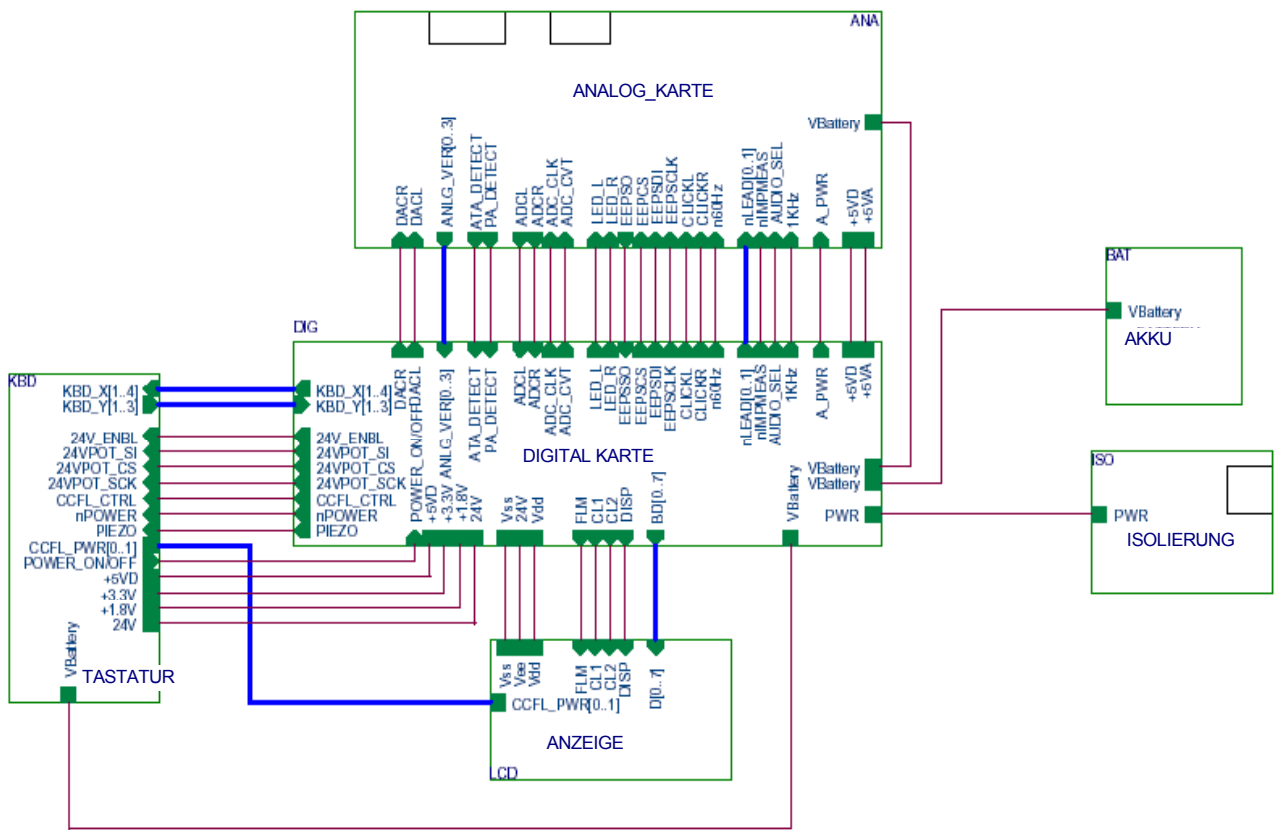 ANA
ANALOG_KARTE
VBattery
DACR
DACL
ANLG_VER[0..3]
ATA_DETECT
PA_DETECT
ADCL
ADCR
ADC_CLK
ADC_CVT
LED_L
LED_R
EEPSO
EEPCS
EEPSDI
EEPSCLK
CLICKL
CLICKR
n60Hz
nLEAD[0..1]
nIMPMEAS
AUDIO_SEL
1KHz
A_PWR
+5VD
+5VA
BAT
VBattery
AKKU
DIG
DACR
DACL
ANLG_VER[0..3]
ATA_DETECT
PA_DETECT
ADCL
ADCR
ADC_CLK
ADC_CVT
LED_L
LED_R
EEPSSO
EEPSCS
EEPSDI
EEPSCLK
CLICKL
CLICKR
n60Hz
nLEAD[0..1]
nIMPMEAS
AUDIO_SEL
1KHz
A_PWR
+5VD
+5VA
KBD_X[1..4]
KBD_Y[1..3]
24V_ENBL
24VPOT_SI
24VPOT_CS
24VPOT_SCK
CCFL_CTRL
nPOWER
PIEZO
DIGITAL KARTE
POWER_ON/OFF
+5VD
+3.3V
+1.8V
24V
Vss
24V
Vdd
FLM
CL1
CL2
DISP
BD[0..7]
VBattery
VBattery
VBattery
PWR
ISO
PWR
ISOLIERUNG
KBD
KBD_X[1..4]
KBD_Y[1..3]
24V_ENBL
24VPOT_SI
24VPOT_CS
24VPOT_SCK
CCFL_CTRL
nPOWER
PIEZO
CCFL_PWR[0..1]
POWER_ON/OFF
+5VD
+3.3V
+1.8V
24V
VBattery
TASTATUR
Vss
Vee
Vdd
FLM
CL1
CL2
DISP
D[0..7]
CCFL_PWR[0..1]
ANZEIGE
LCD